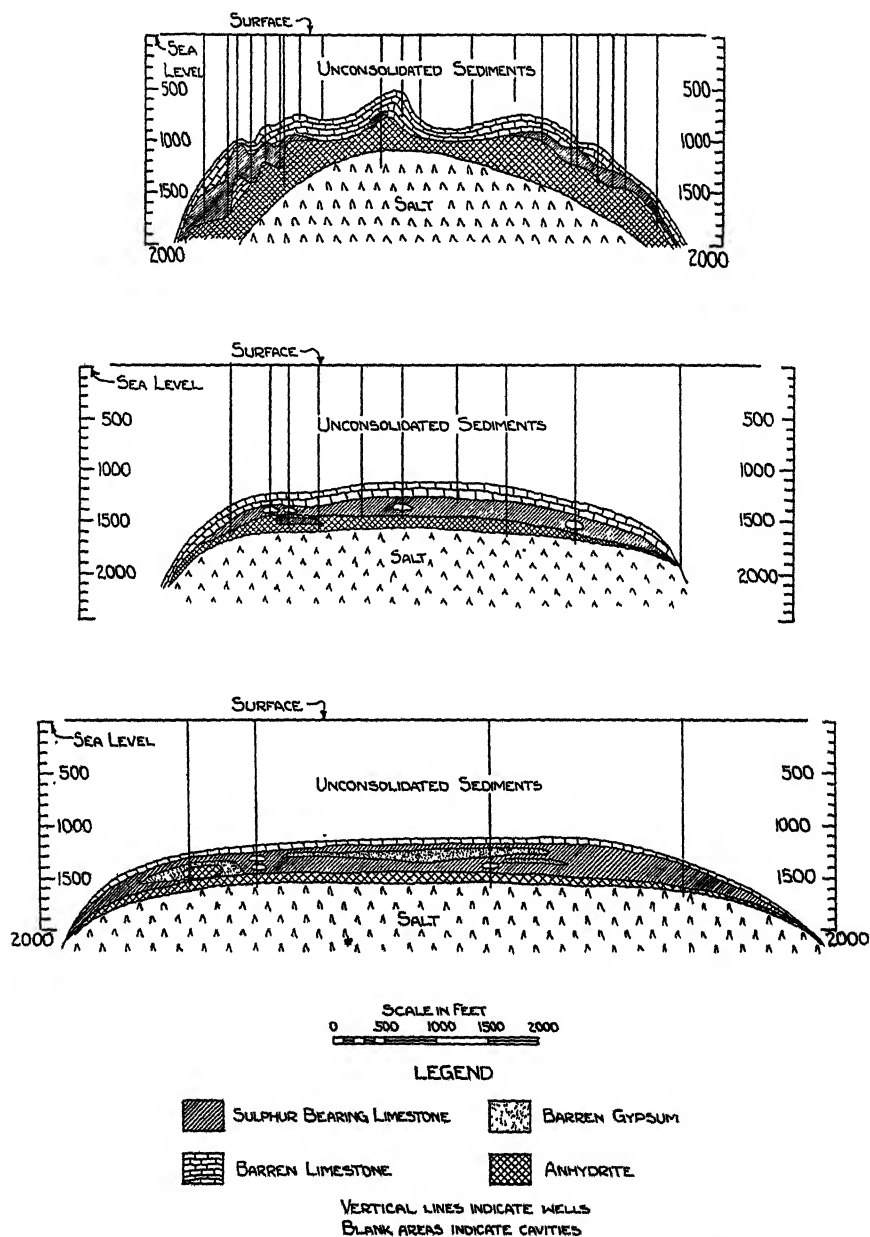 SURFACE
SEA LEVEL
UNCONSOLIDATED SEDIMENTS
500
500
1000
1000
1500
1500
SALT
2000
2000
SURFACE
SEA LEVEL
500
UNCONSOLIDATED SEDIMENTS
500
1000
1000
1500
1500
SALT
2000
2000
SURFACE
SEA LEVEL
500
UNCONSOLIDATED SEDIMENTS
500
1000
1000
1500
1500
SALT
2000
2000
SCALE IN FEET
0 500 1000 1500 2000
LEGEND
SULPHUR BEARING LIMESTONE
BARREN GYPSUM
BARREN LIMESTONE
ANHYDRITE
VERTICAL LINES INDICATE WELLS
BLANK AREAS INDICATE CAVITIES